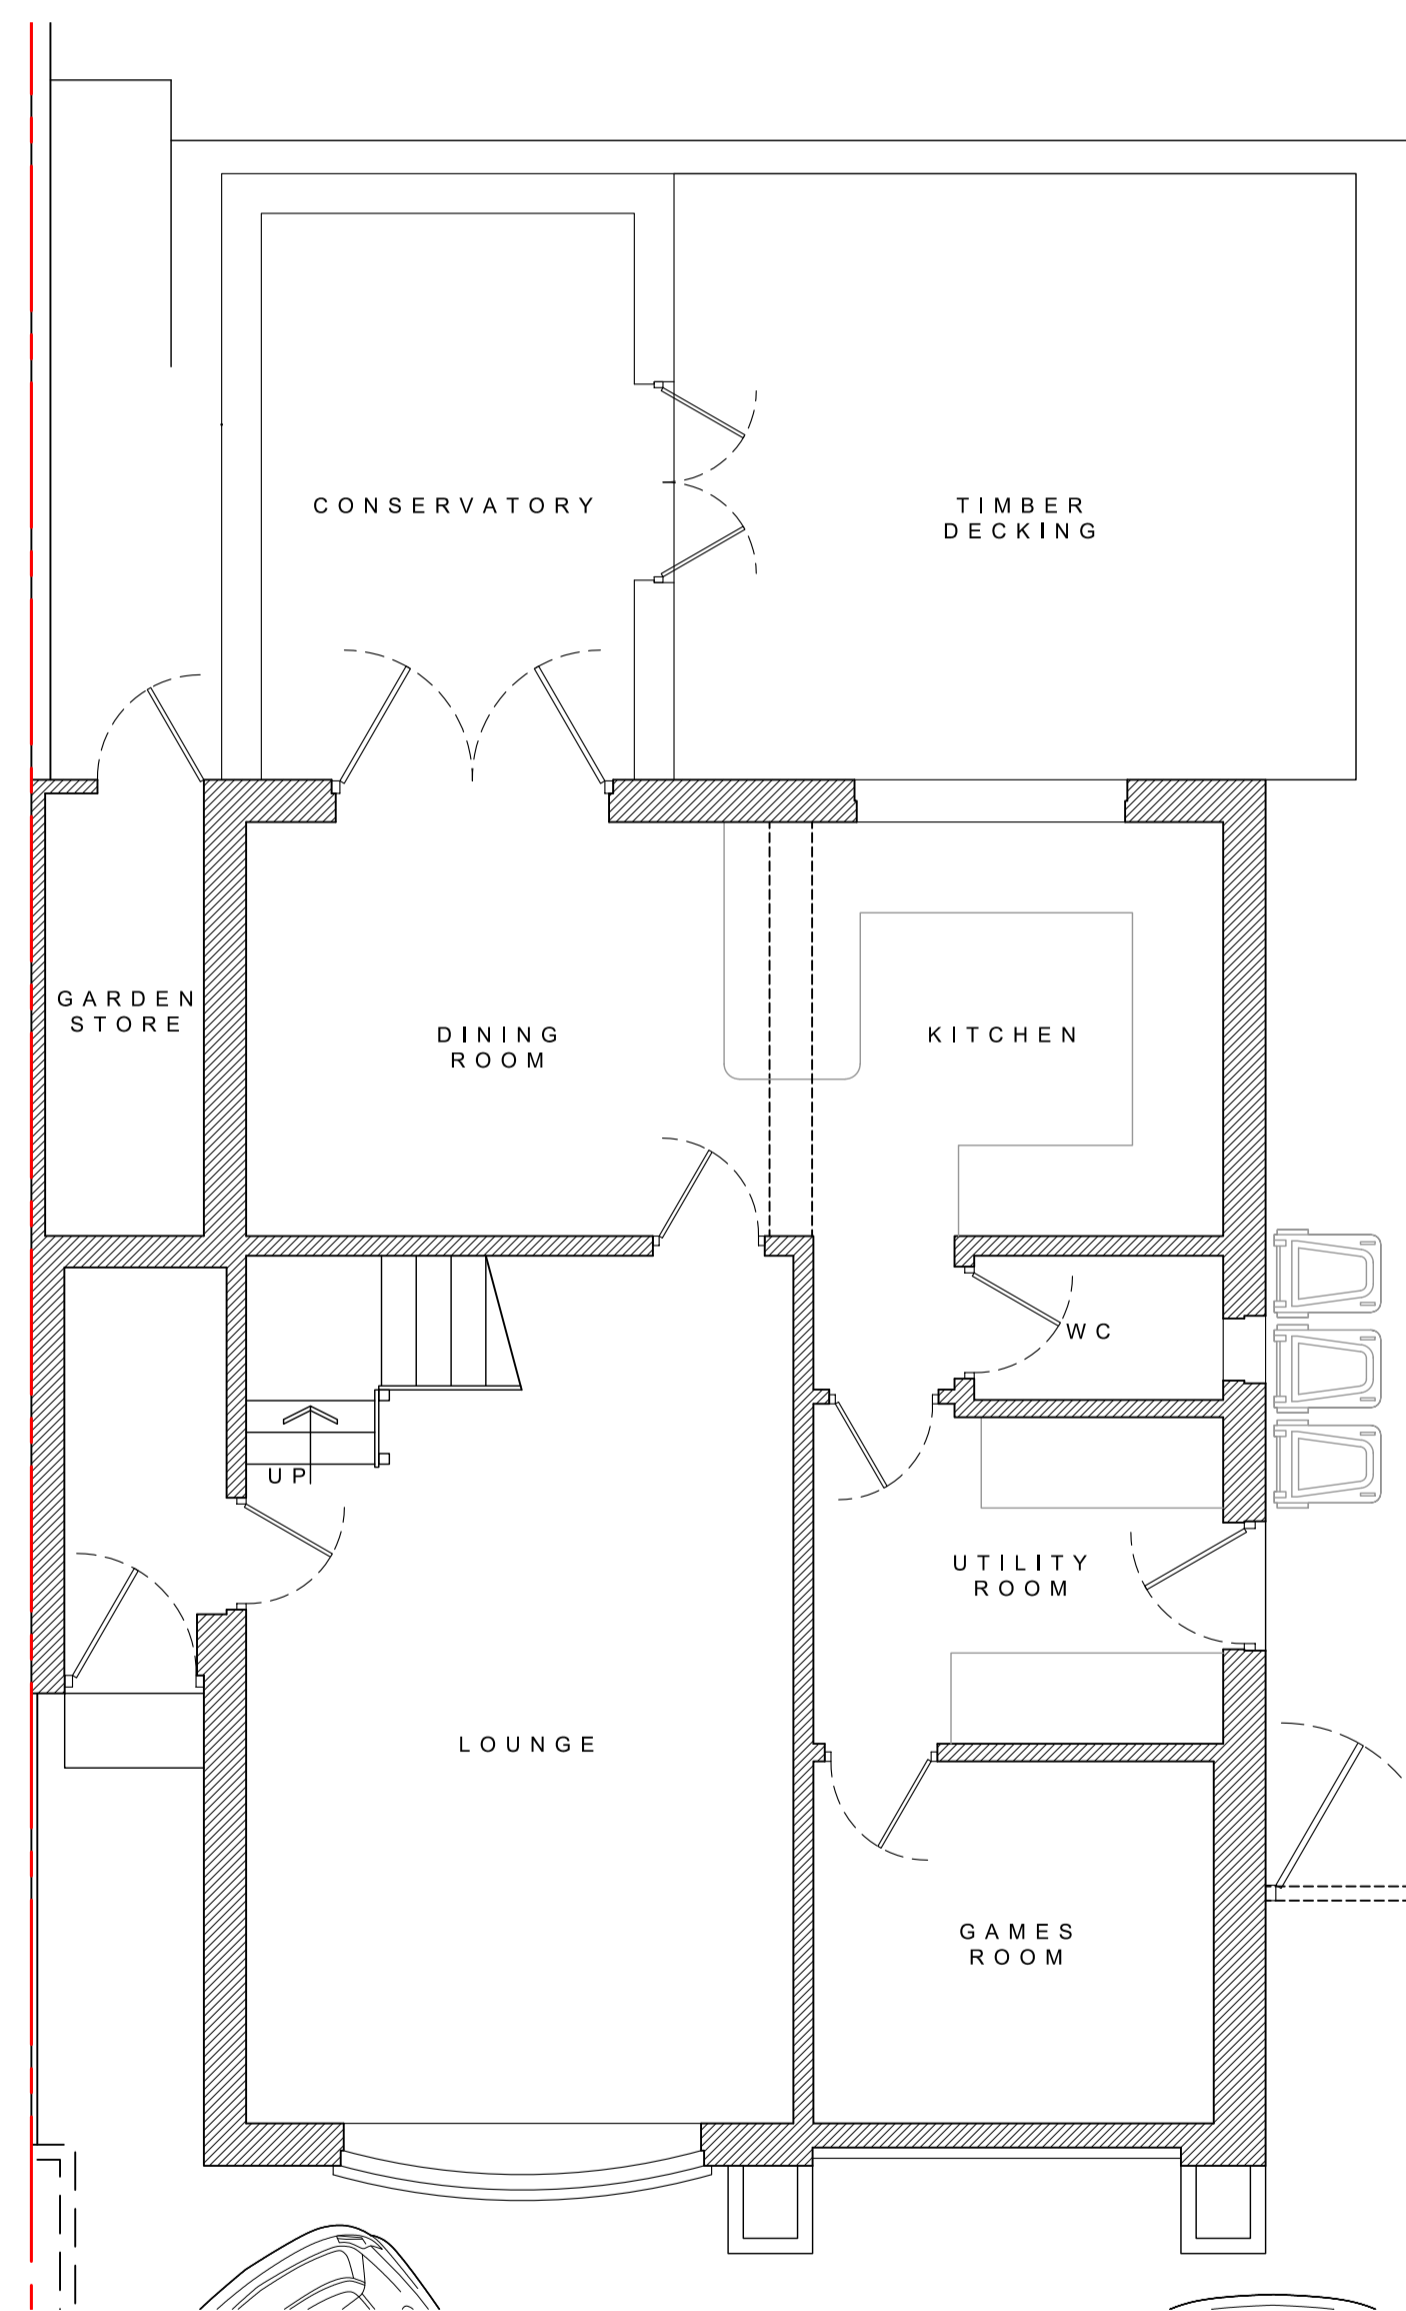 CONSERVATORY
TIMBER
DECKING
GARDEN
STORE
DINING
ROOM
KITCHEN
WC
UP
UTILITY
ROOM
LOUNGE
GAMES
ROOM